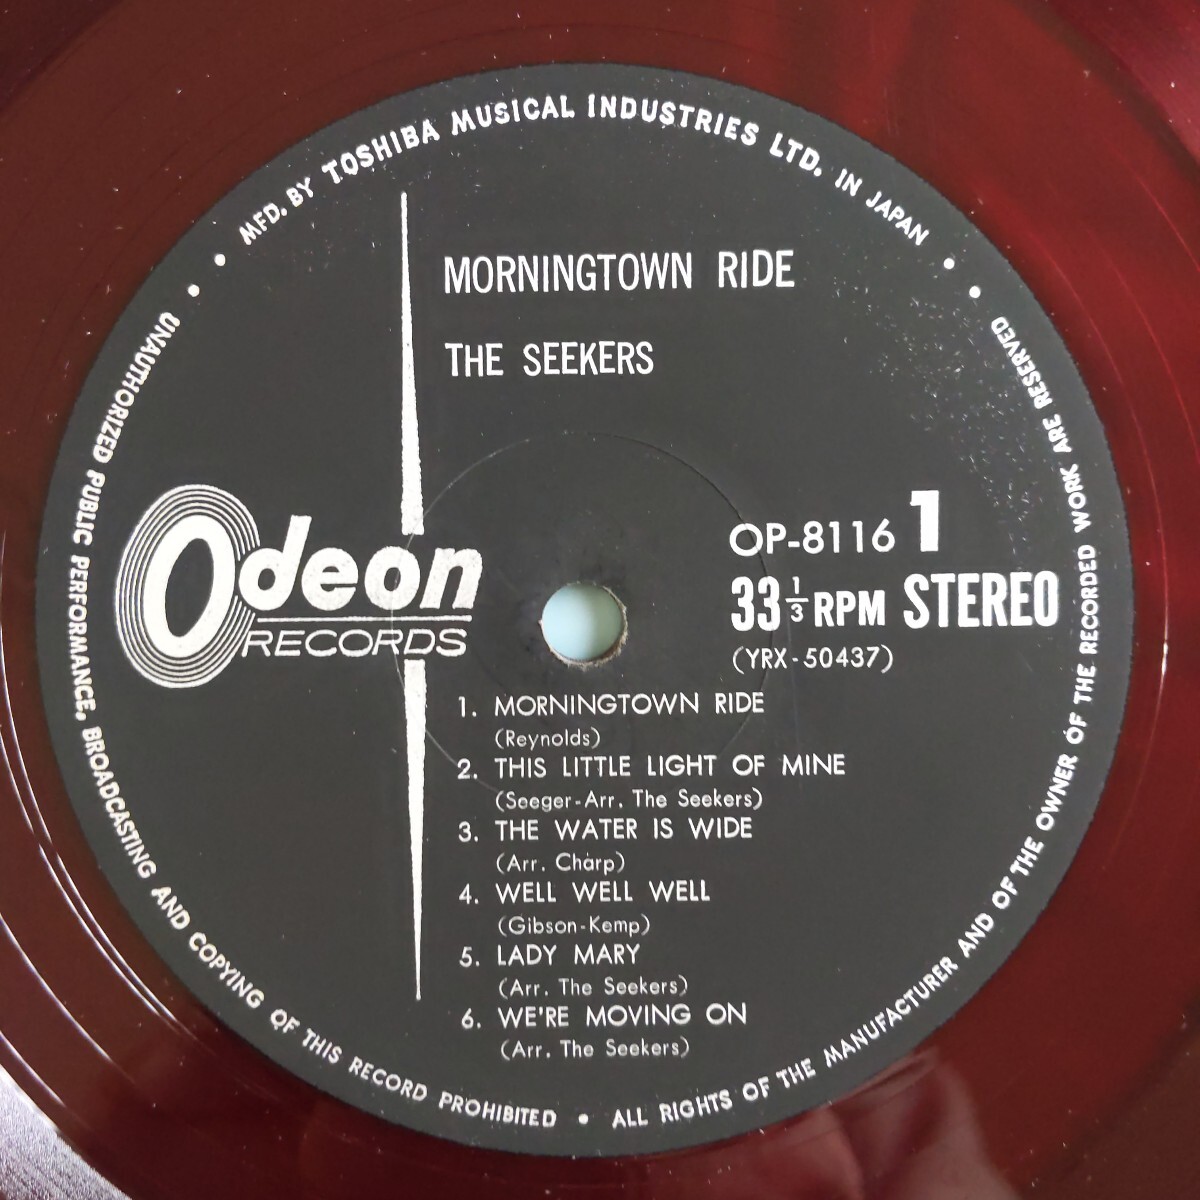 MFD. BY TOSHIBA MUSICAL INDUSTRIES LTD. IN JAPAN
MORNINGTOWN RIDE
THE SEEKERS
Odeon
RECORDS
OP-8116 1
33 1/3 RPM STEREO
(YRX-50437)
1. MORNINGTOWN RIDE
(Reynolds)
2. THIS LITTLE LIGHT OF MINE
(Seeger-Arr. The Seekers)
3. THE WATER IS WIDE
(Arr. Charp)
4. WELL WELL WELL
(Gibson-Kemp)
5. LADY MARY
(Arr. The Seekers)
6. WE'RE MOVING ON
(Arr. The Seekers)
UNAUTHORIZED PUBLIC PERFORMANCE, BROADCASTING AND COPYING OF THIS RECORD PROHIBITED • ALL RIGHTS OF THE MANUFACTURER AND OF THE OWNER OF THE RECORDED WORK ARE RESERVED